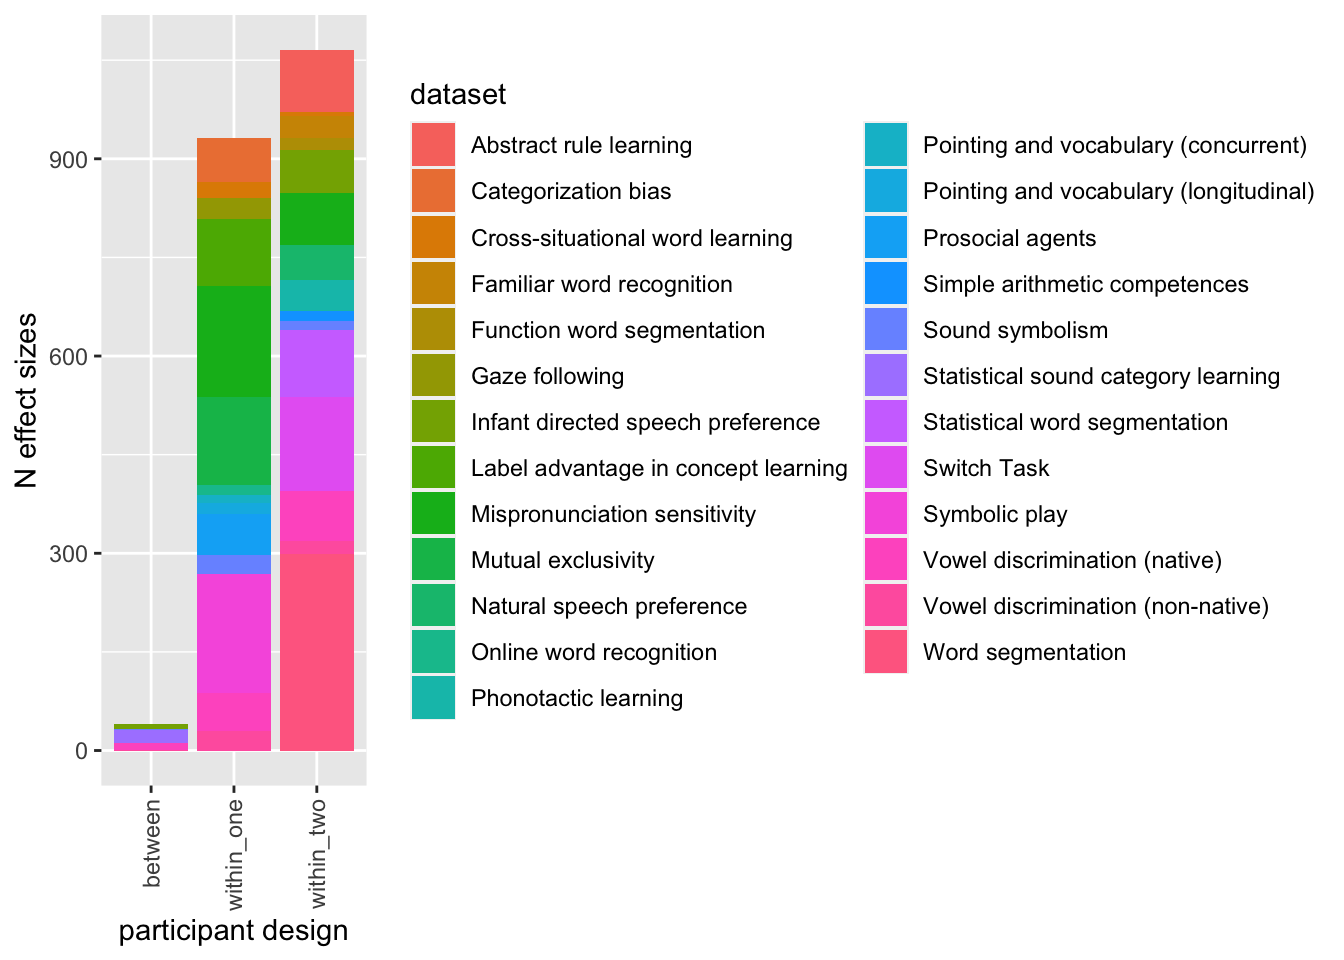 N effect sizes
900
600
300
0
between
within_one
within_two
participant design
dataset
Abstract rule learning
Categorization bias
Cross-situational word learning
Familiar word recognition
Function word segmentation
Gaze following
Infant directed speech preference
Label advantage in concept learning
Mispronunciation sensitivity
Mutual exclusivity
Natural speech preference
Online word recognition
Phonotactic learning
Pointing and vocabulary (concurrent)
Pointing and vocabulary (longitudinal)
Prosocial agents
Simple arithmetic competences
Sound symbolism
Statistical sound category learning
Statistical word segmentation
Switch Task
Symbolic play
Vowel discrimination (native)
Vowel discrimination (non-native)
Word segmentation